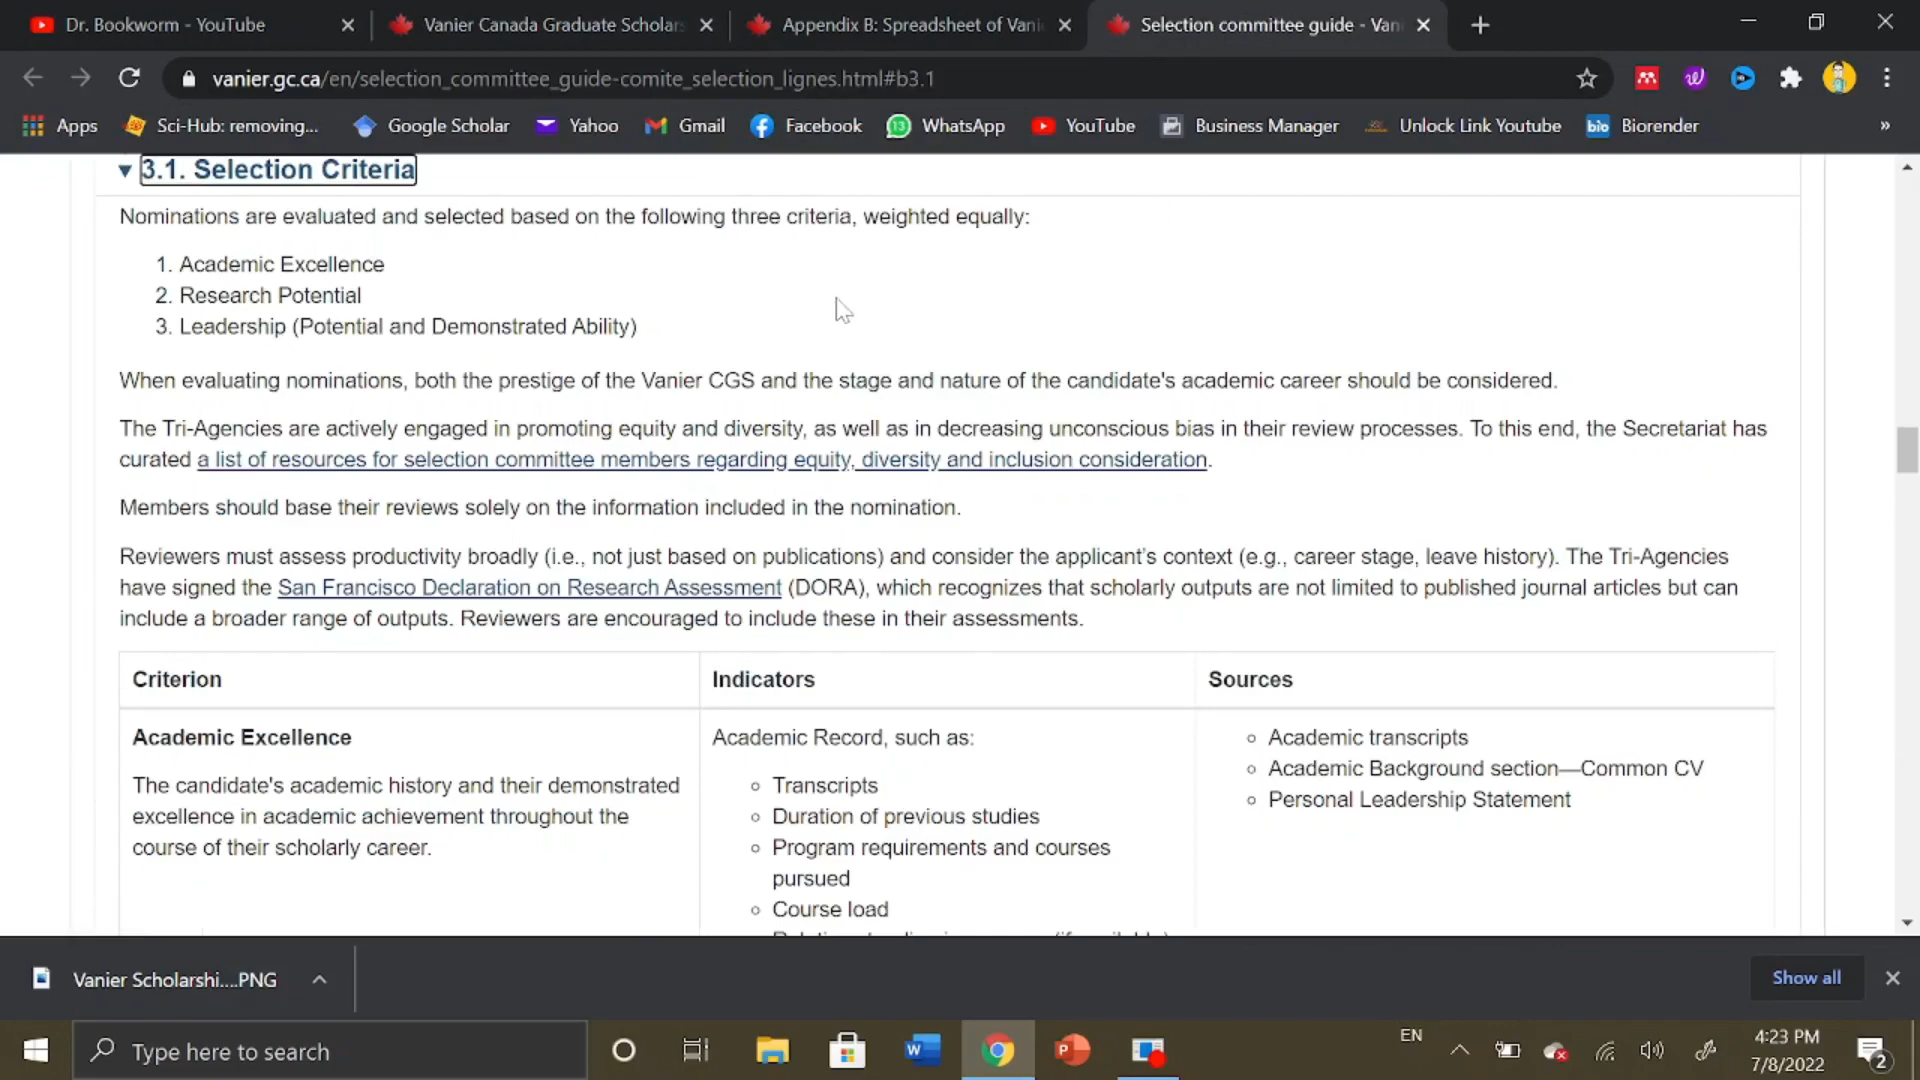 Dr. Bookworm - YouTube
Vanier Canada Graduate Scholar
Appendix B: Spreadsheet of Vani
Selection committee guide - Van
vanier.gc.ca/en/selection_committee_guide-comite_selection_lignes.html#b3.1
Apps
Sci-Hub: removing...
Google Scholar
Yahoo
Gmail
Facebook
13
WhatsApp
YouTube
Business Manager
Unlock Link Youtube
bio
Biorender
»
3.1. Selection Criteria
Nominations are evaluated and selected based on the following three criteria, weighted equally:
1. Academic Excellence
2. Research Potential
3. Leadership (Potential and Demonstrated Ability)
When evaluating nominations, both the prestige of the Vanier CGS and the stage and nature of the candidate's academic career should be considered.
The Tri-Agencies are actively engaged in promoting equity and diversity, as well as in decreasing unconscious bias in their review processes. To this end, the Secretariat has
curated a list of resources for selection committee members regarding equity, diversity and inclusion consideration.
Members should base their reviews solely on the information included in the nomination.
Reviewers must assess productivity broadly (i.e., not just based on publications) and consider the applicant's context (e.g., career stage, leave history). The Tri-Agencies
have signed the San Francisco Declaration on Research Assessment (DORA), which recognizes that scholarly outputs are not limited to published journal articles but can
include a broader range of outputs. Reviewers are encouraged to include these in their assessments.
Criterion
Indicators
Sources
Academic Excellence
The candidate's academic history and their demonstrated
excellence in academic achievement throughout the
course of their scholarly career.
Academic Record, such as:
Transcripts
Duration of previous studies
Program requirements and courses
pursued
Course load
Academic transcripts
Academic Background section—Common CV
Personal Leadership Statement
Vanier Scholarshi....PNG
Show all
Type here to search
EN
4:23 PM
7/8/2022
2